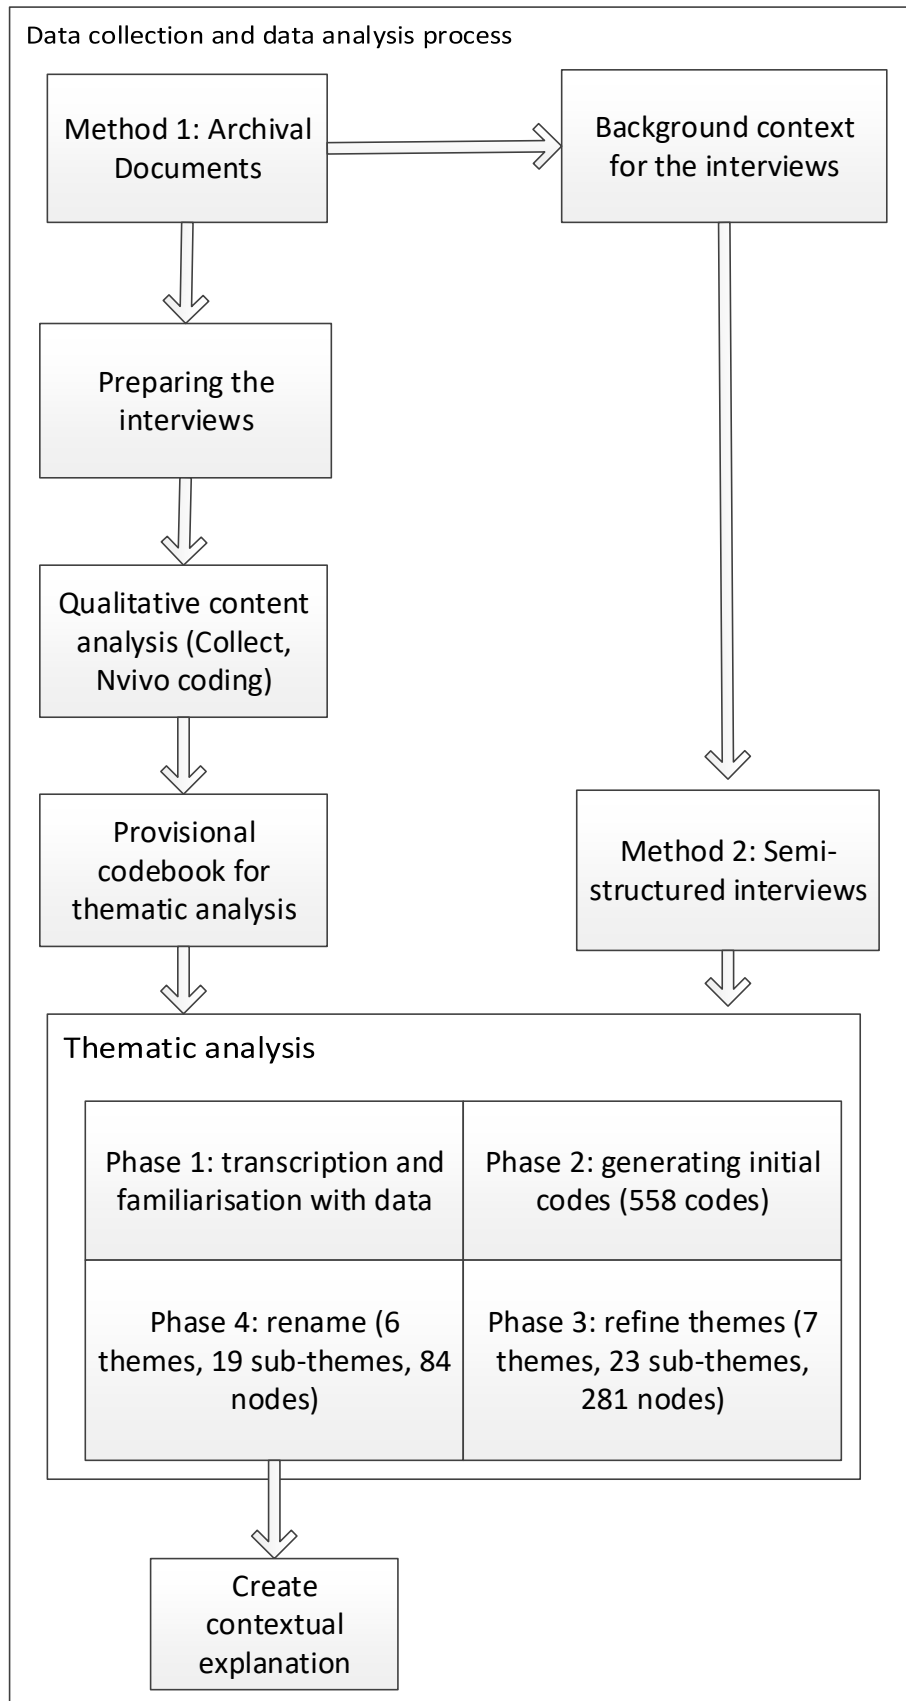 Data collection and data analysis process
Method 1: Archival
Documents
Background context
for the interviews
Preparing the
interviews
Qualitative content
analysis (Collect,
Nvivo coding)
Provisional
codebook for
thematic analysis
Method 2: Semi-
structured interviews
Thematic analysis
Phase 1: transcription and
familiarisation with data
Phase 2: generating initial
codes (558 codes)
Phase 4: rename (6
themes, 19 sub-themes, 84
nodes)
Phase 3: refine themes (7
themes, 23 sub-themes,
281 nodes)
Create
contextual
explanation